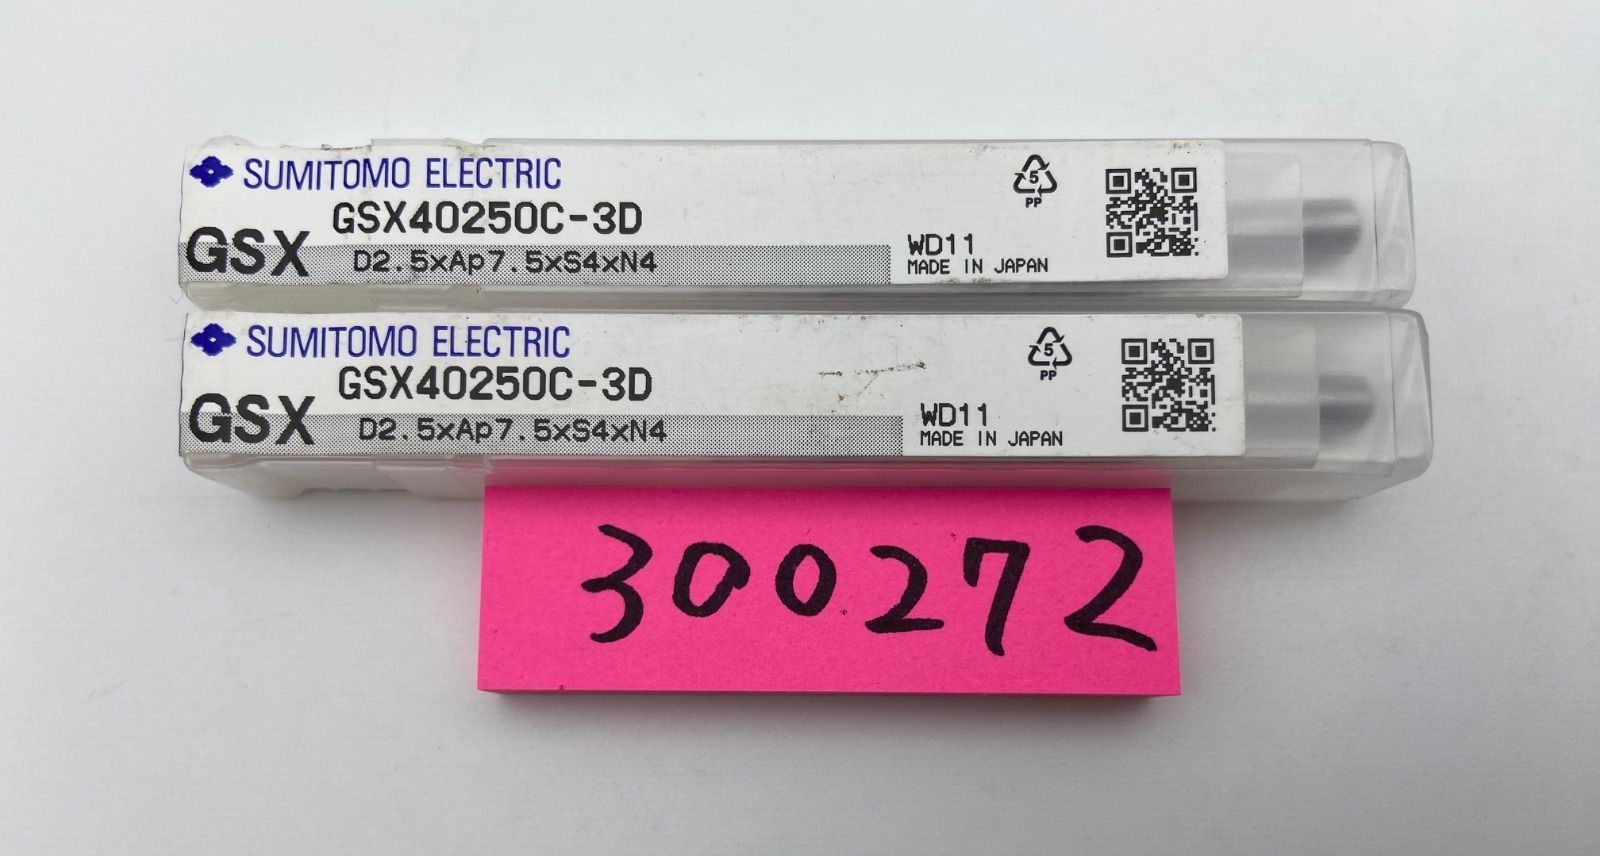 SUMITOMO ELECTRIC
GSX40250C-3D
GSX
D2.5xAp7.5xS4xN4
5
PP
WD11
MADE IN JAPAN
SUMITOMO ELECTRIC
GSX40250C-3D
GSX
D2.5xAp7.5xS4xN4
5
PP
WD11
MADE IN JAPAN
300272